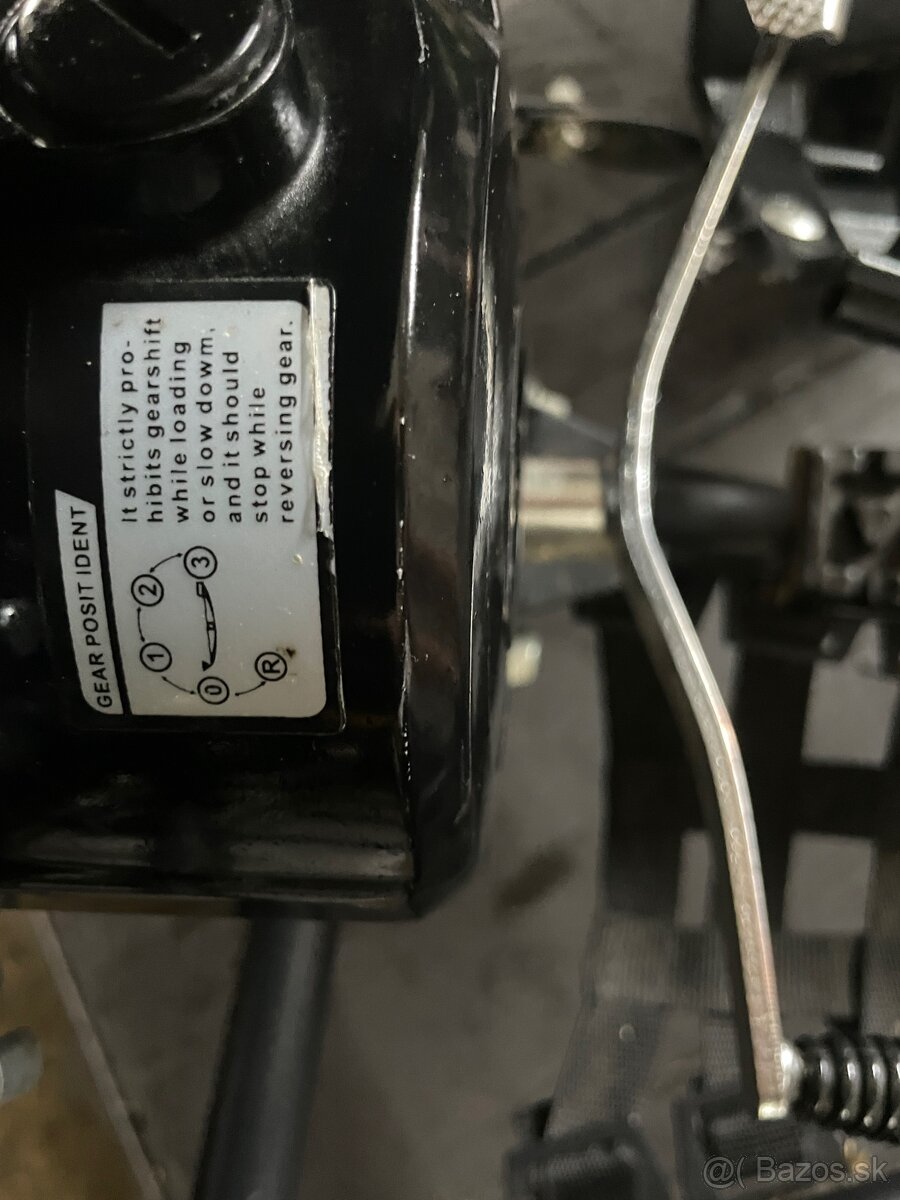 GEAR POSIT IDENT
It strictly pro-
hibits gearshift
while loading
or slow dowm,
and it should
stop while
reversing gear.
1
2
3
0
R
@( Bazos.sk